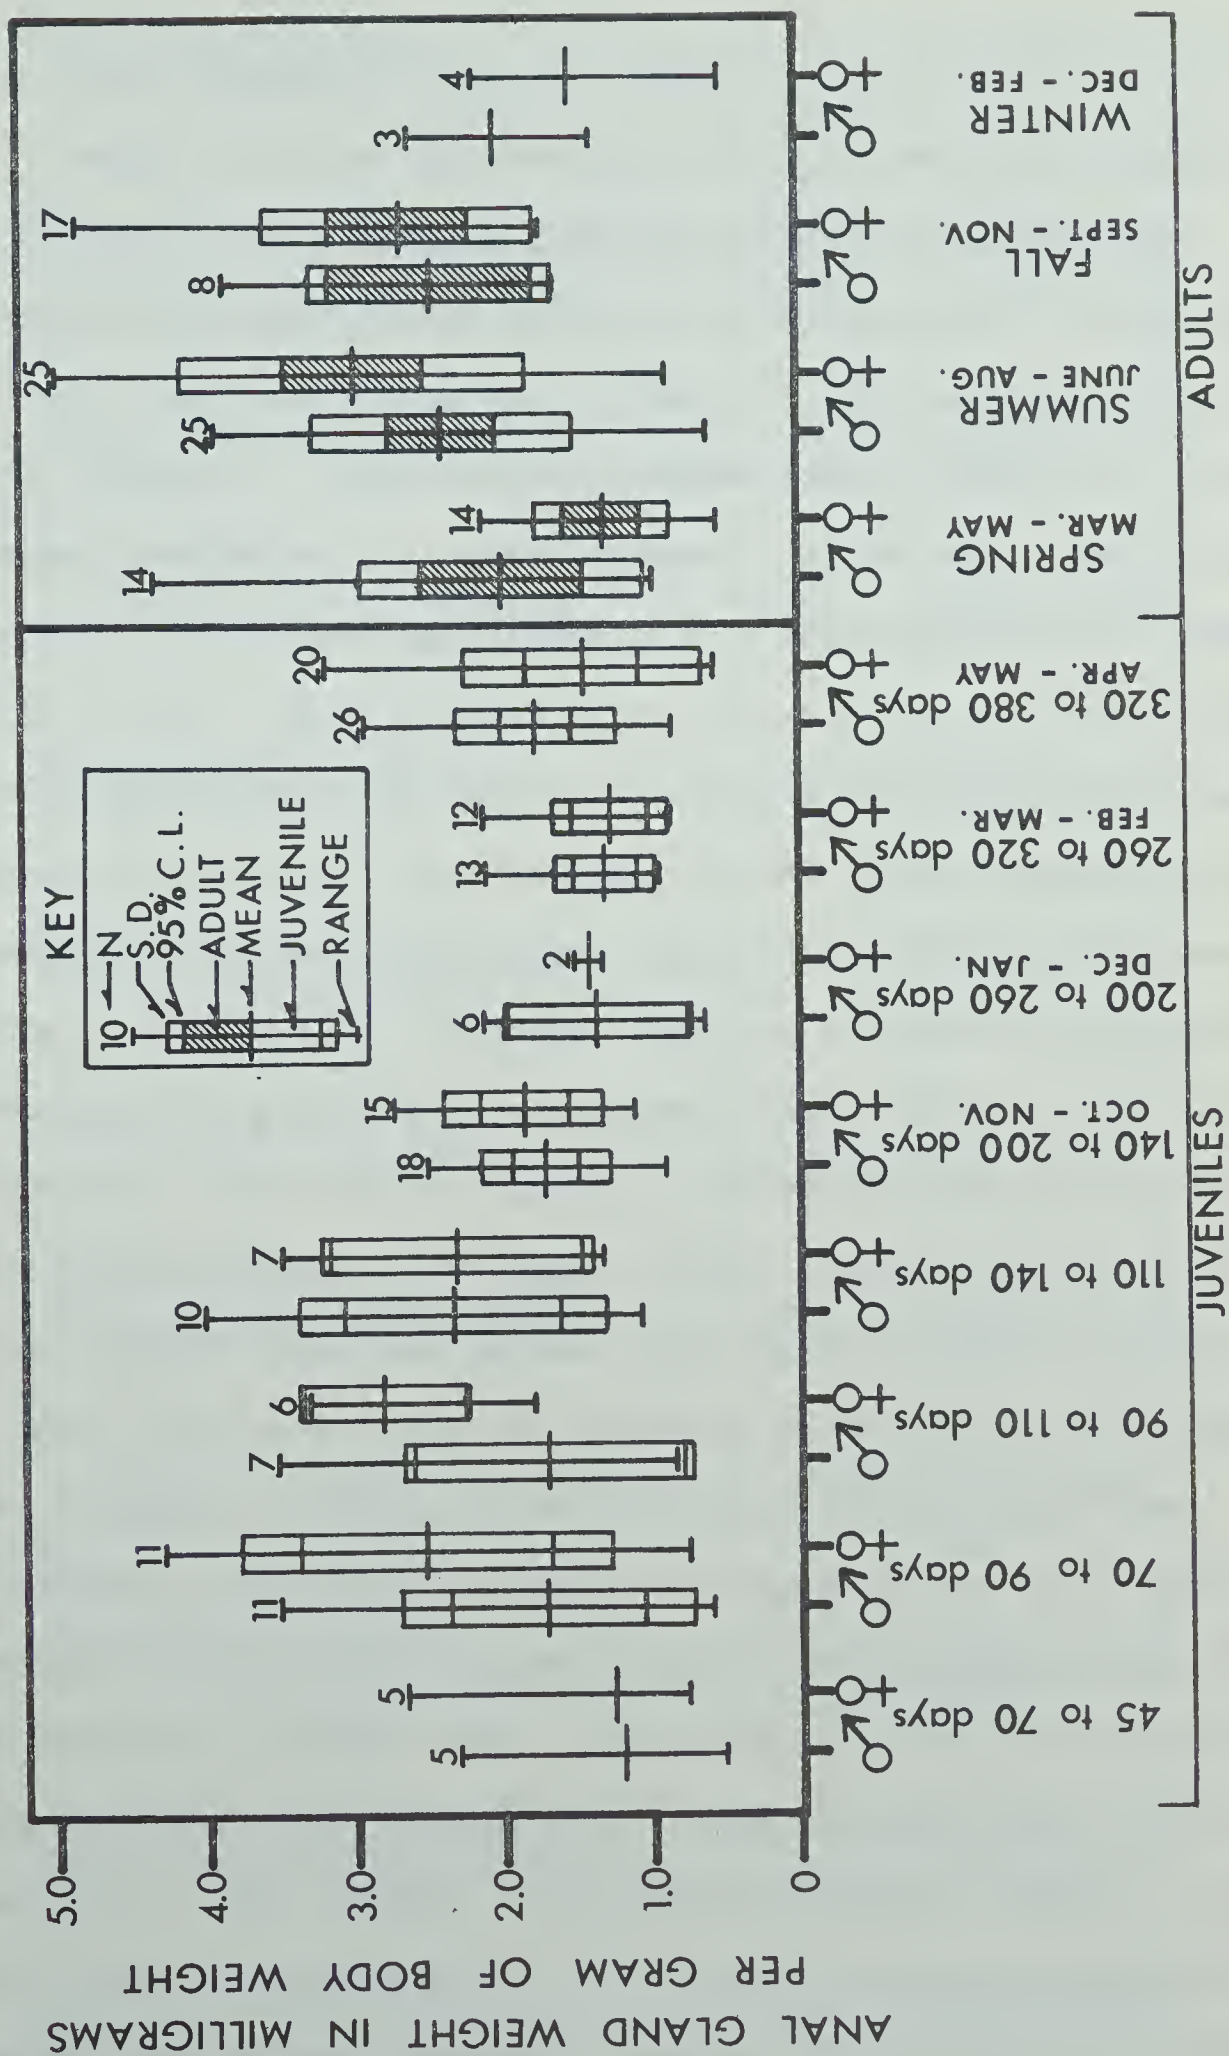 ANAL GLAND WEIGHT IN MILLIGRAMS
PER GRAM OF BODY WEIGHT
5.0
4.0
3.0
2.0
1.0
0
KEY
10
N
S.D.
95% C.L.
ADULT
MEAN
JUVENILE
RANGE
5
5
11
11
7
6
10
7
18
15
6
2
13
12
26
20
14
14
25
25
8
17
3
4
♂ ♀
♂ ♀
♂ ♀
♂ ♀
♂ ♀
♂ ♀
♂ ♀
♂ ♀
♂ ♀
♂ ♀
♂ ♀
♂ ♀
45 to 70 days
70 to 90 days
90 to 110 days
110 to 140 days
140 to 200 days
OCT. - NOV.
200 to 260 days
DEC. - JAN.
260 to 320 days
FEB. - MAR.
320 to 380 days
APR. - MAY
SPRING
MAR. - MAY
SUMMER
JUNE - AUG.
FALL
SEPT. - NOV.
WINTER
DEC. - FEB.
JUVENILES
ADULTS